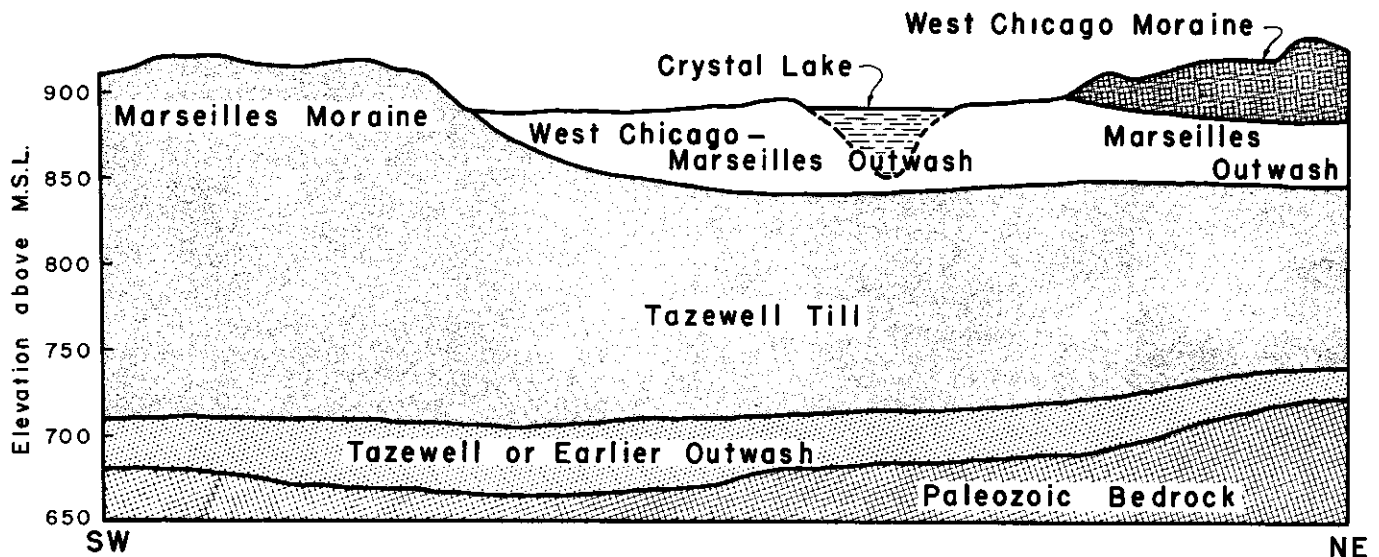 West Chicago Moraine
Crystal Lake
900
Marseilles Moraine
West Chicago –
Marseilles Outwash
Marseilles
Outwash
850
800
Tazewell Till
750
700
Tazewell or Earlier Outwash
Paleozoic Bedrock
650
Elevation above M.S.L.
SW
NE